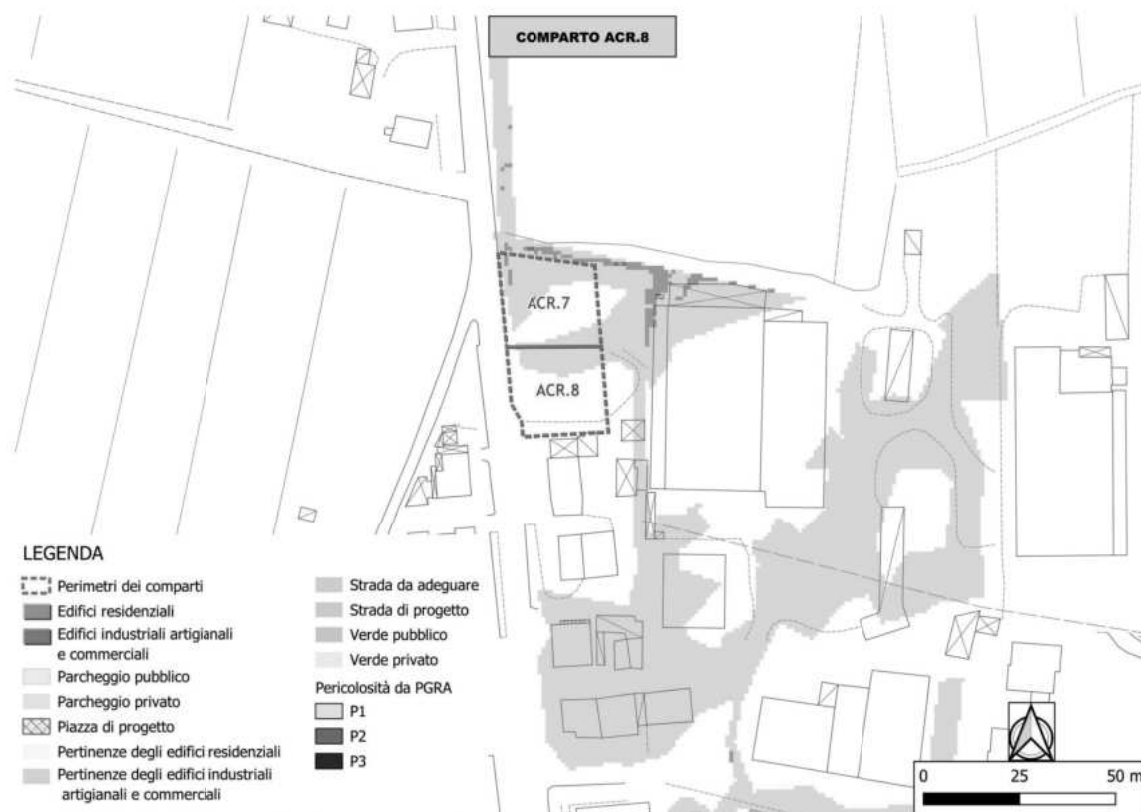 COMPARTO ACR.8
ACR.7
ACR.8
LEGENDA
Perimetri dei comparti
Edifici residenziali
Edifici industriali artigianali
e commerciali
Parcheggio pubblico
Parcheggio privato
Piazza di progetto
Pertinenze degli edifici residenziali
Pertinenze degli edifici industriali
artigianali e commerciali
Strada da adeguare
Strada di progetto
Verde pubblico
Verde privato
Pericolosità da PGRA
P1
P2
P3
0 25 50 m